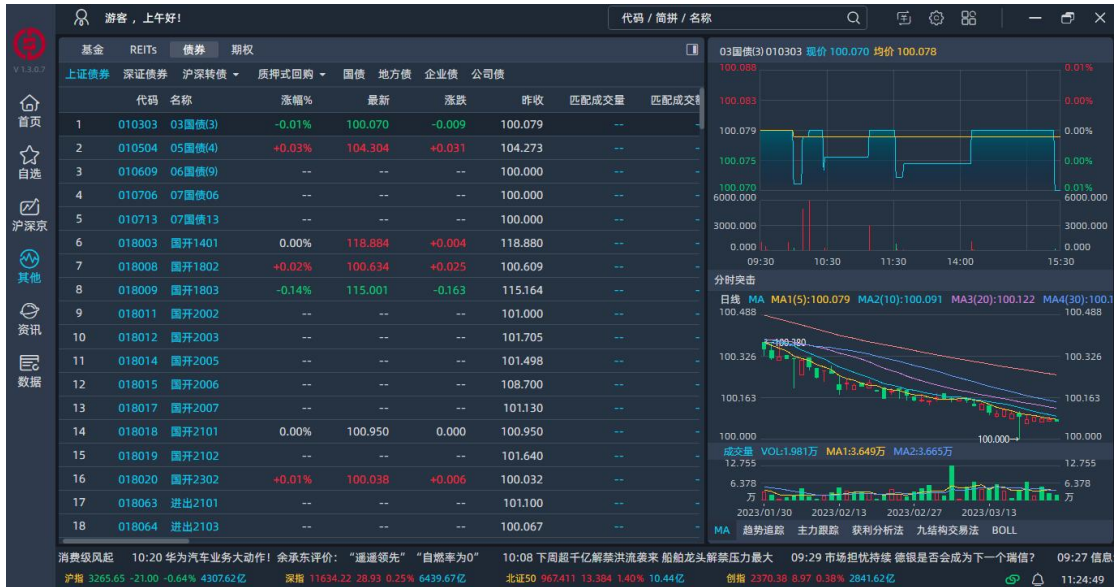 游客 , 上午好!
代码 / 简拼 / 名称
V 1.3.0.7
首页
自选
沪深京
其他
资讯
数据
基金 REITs 债券 期权
上证债券 深证债券 沪深转债 质押式回购 国债 地方债 企业债 公司债
代码 名称 涨幅% 最新 涨跌 昨收 匹配成交量 匹配成交额
1 010303 03国债(3) -0.01% 100.070 -0.009 100.079 -- -
2 010504 05国债(4) +0.03% 104.304 +0.031 104.273 -- -
3 010609 06国债(9) -- -- -- 100.000 -- -
4 010706 07国债06 -- -- -- 100.000 -- -
5 010713 07国债13 -- -- -- 100.000 -- -
6 018003 国开1401 0.00% 118.884 +0.004 118.880 -- -
7 018008 国开1802 +0.02% 100.634 +0.025 100.609 -- -
8 018009 国开1803 -0.14% 115.001 -0.163 115.164 -- -
9 018011 国开2002 -- -- -- 101.000 -- -
10 018012 国开2003 -- -- -- 101.705 -- -
11 018014 国开2005 -- -- -- 101.498 -- -
12 018015 国开2006 -- -- -- 108.700 -- -
13 018017 国开2007 -- -- -- 101.130 -- -
14 018018 国开2101 0.00% 100.950 0.000 100.950 -- -
15 018019 国开2102 -- -- -- 101.640 -- -
16 018020 国开2302 +0.01% 100.038 +0.006 100.032 -- -
17 018063 进出2101 -- -- -- 101.100 -- -
18 018064 进出2103 -- -- -- 100.067 -- -
03国债(3) 010303 现价 100.070 均价 100.078
100.088 0.01%
100.083 0.00%
100.079 0.00%
100.075 0.00%
100.070 0.01%
6000.000 6000.000
3000.000 3000.000
0.000 0.000
09:30 10:30 11:30 14:00 15:30
分时突击
日线 MA MA1(5):100.079 MA2(10):100.091 MA3(20):100.122 MA4(30):100.1
100.488 100.488
100.380
100.326 100.326
100.163 100.163
100.000 100.000→ 100.000
成交量 VOL:1.981万 MA1:3.649万 MA2:3.665万
12.755 12.755
6.378 6.378
万 万
2023/01/30 2023/02/13 2023/02/27 2023/03/13
MA 趋势追踪 主力跟踪 获利分析法 九结构交易法 BOLL
消费级风起 10:20 华为汽车业务大动作！余承东评价：“遥遥领先”“自燃率为0” 10:08 下周超千亿解禁洪流袭来 船舶龙头解禁压力最大 09:29 市场担忧持续 德银是否会成为下一个瑞信? 09:27 信息
沪指 3265.65 -21.00 -0.64% 4307.62亿 深指 11634.22 28.93 0.25% 6439.67亿 北证50 967.411 13.384 1.40% 10.44亿 创指 2370.38 8.97 0.38% 2841.62亿 11:24:49